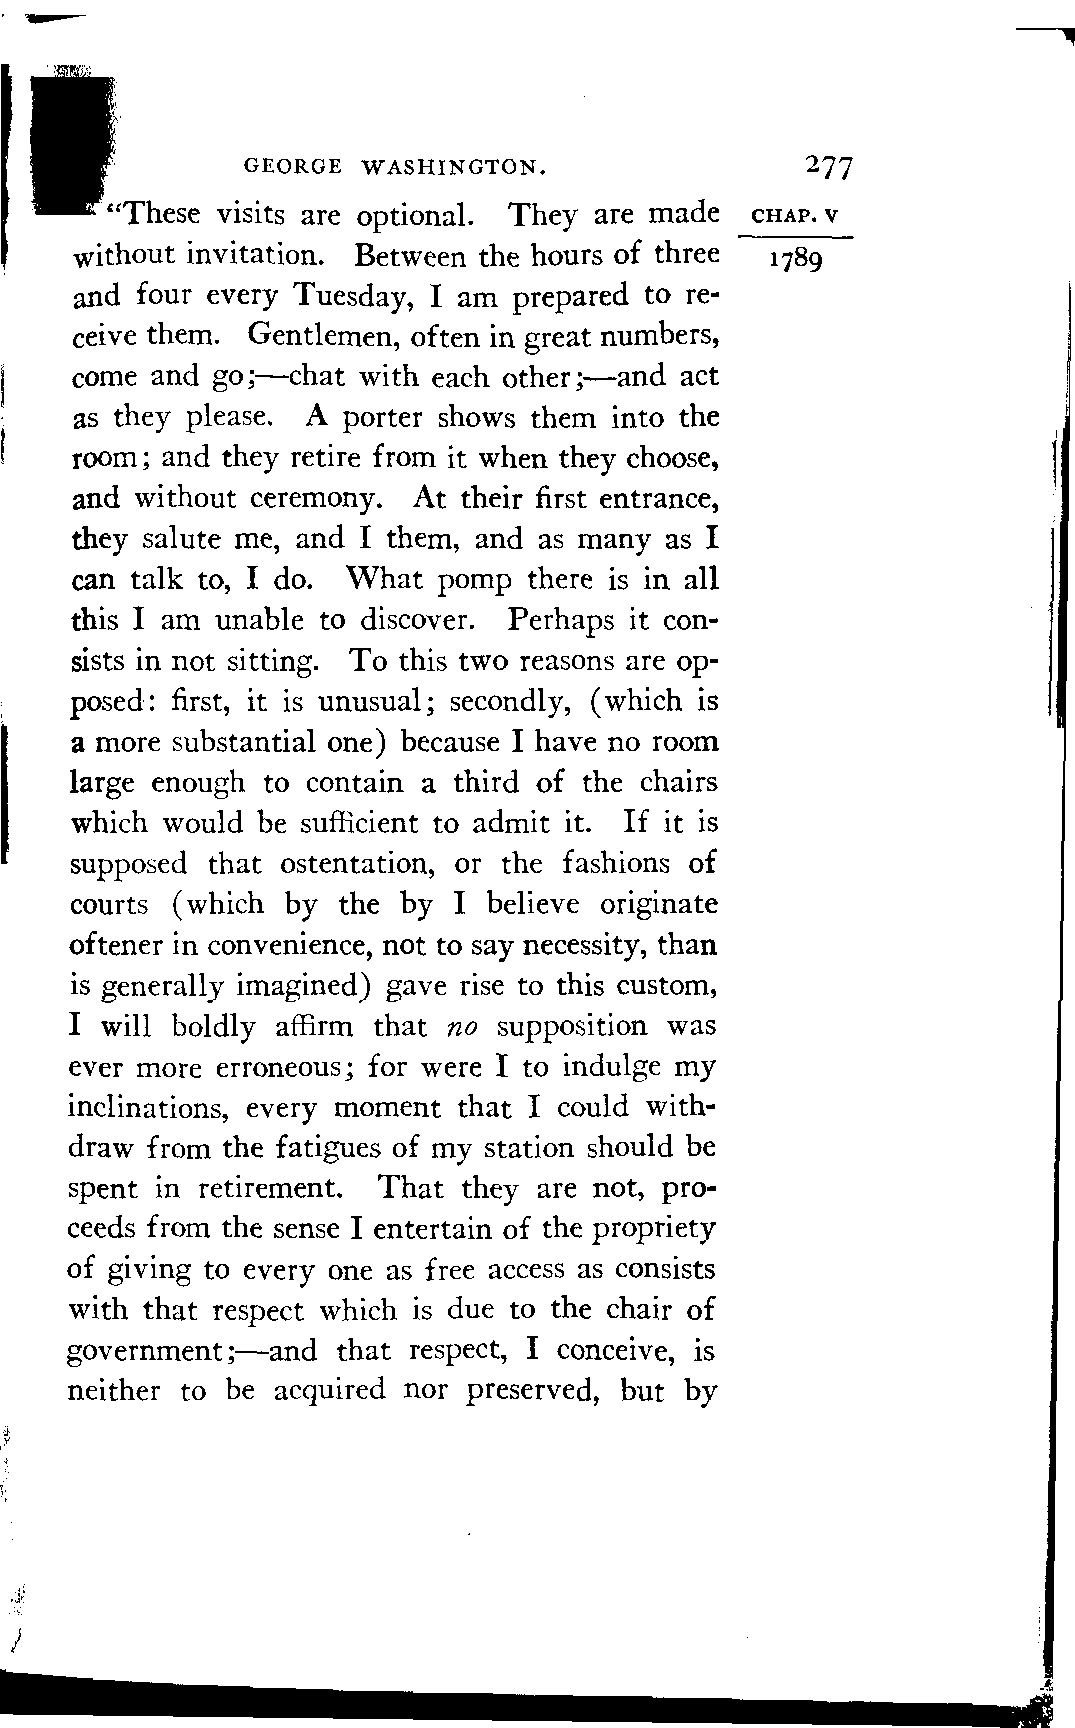 GEORGE WASHINGTON. 277
"These visits are optional. They are made CHAP. V
without invitation. Between the hours of three 1789
and four every Tuesday, I am prepared to re-
ceive them. Gentlemen, often in great numbers,
come and go;—chat with each other;—and act
as they please. A porter shows them into the
room; and they retire from it when they choose,
and without ceremony. At their first entrance,
they salute me, and I them, and as many as I
can talk to, I do. What pomp there is in all
this I am unable to discover. Perhaps it con-
sists in not sitting. To this two reasons are op-
posed: first, it is unusual; secondly, (which is
a more substantial one) because I have no room
large enough to contain a third of the chairs
which would be sufficient to admit it. If it is
supposed that ostentation, or the fashions of
courts (which by the by I believe originate
oftener in convenience, not to say necessity, than
is generally imagined) gave rise to this custom,
I will boldly affirm that no supposition was
ever more erroneous; for were I to indulge my
inclinations, every moment that I could with-
draw from the fatigues of my station should be
spent in retirement. That they are not, pro-
ceeds from the sense I entertain of the propriety
of giving to every one as free access as consists
with that respect which is due to the chair of
government;—and that respect, I conceive, is
neither to be acquired nor preserved, but by